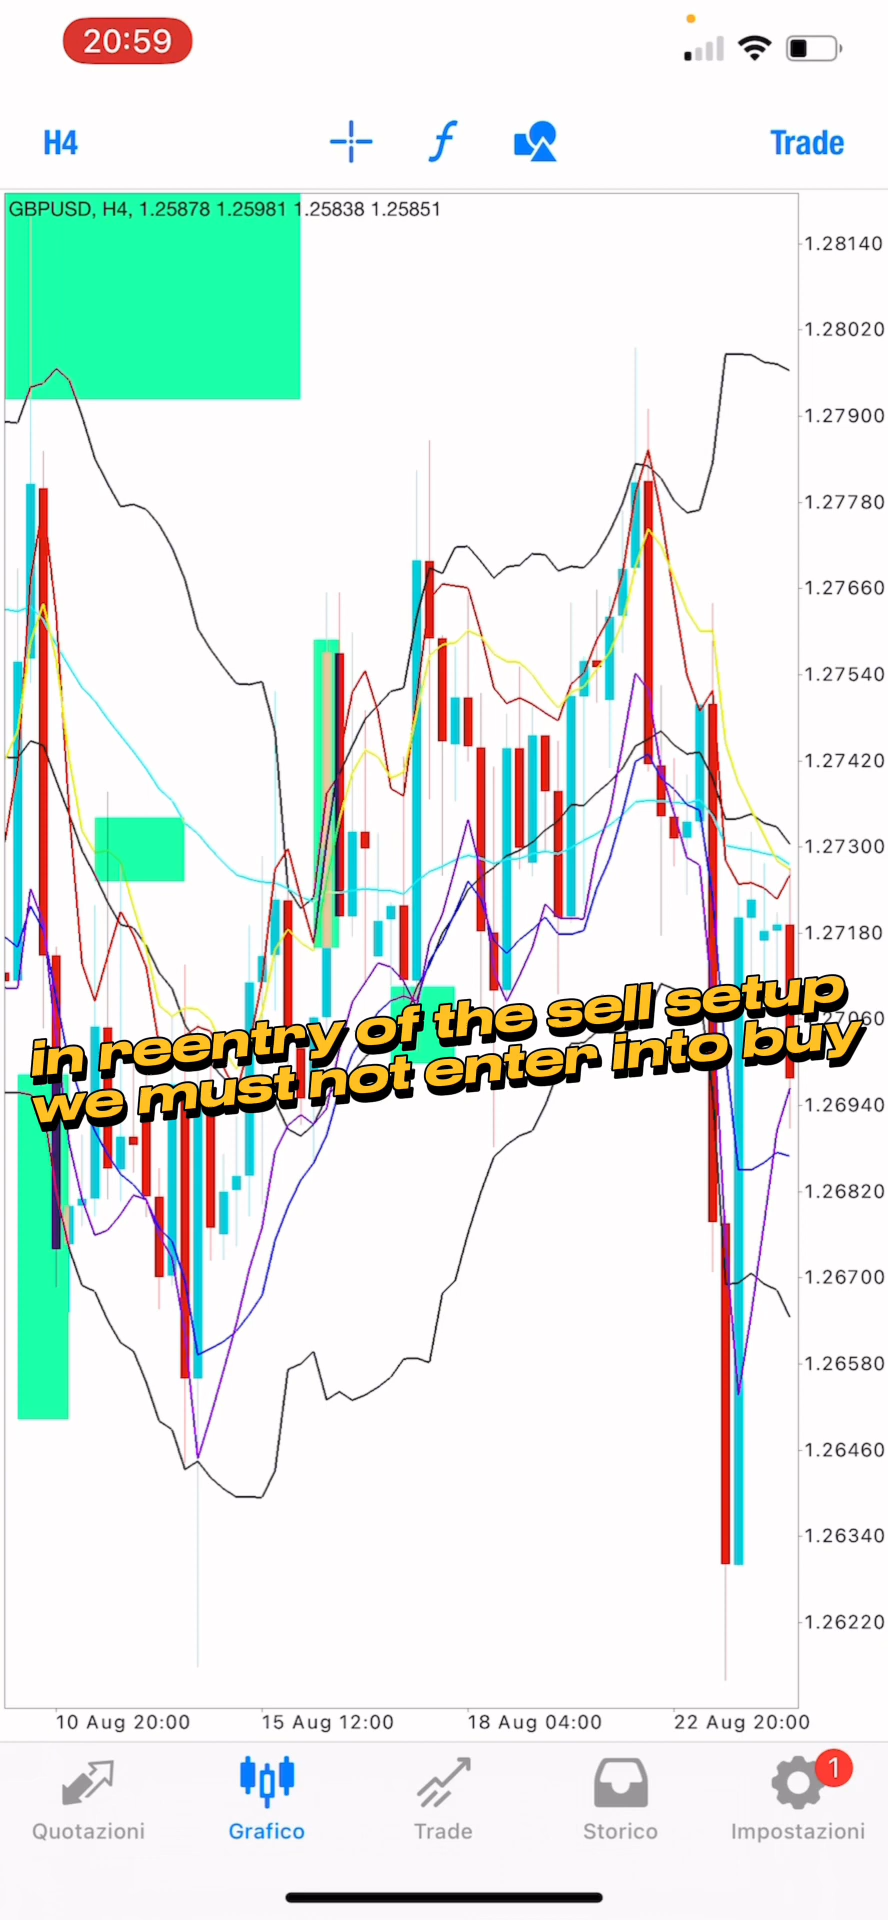 20:59
H4
f
Trade
GBPUSD, H4, 1.25878 1.25981 1.25838 1.25851
1.28140
1.28020
1.27900
1.27780
1.27660
1.27540
1.27420
1.27300
1.27180
in reentry of the sell setup
we must not enter into buy
1.27060
1.26940
1.26820
1.26700
1.26580
1.26460
1.26340
1.26220
10 Aug 20:00 15 Aug 12:00 18 Aug 04:00 22 Aug 20:00
1
Quotazioni Grafico Trade Storico Impostazioni